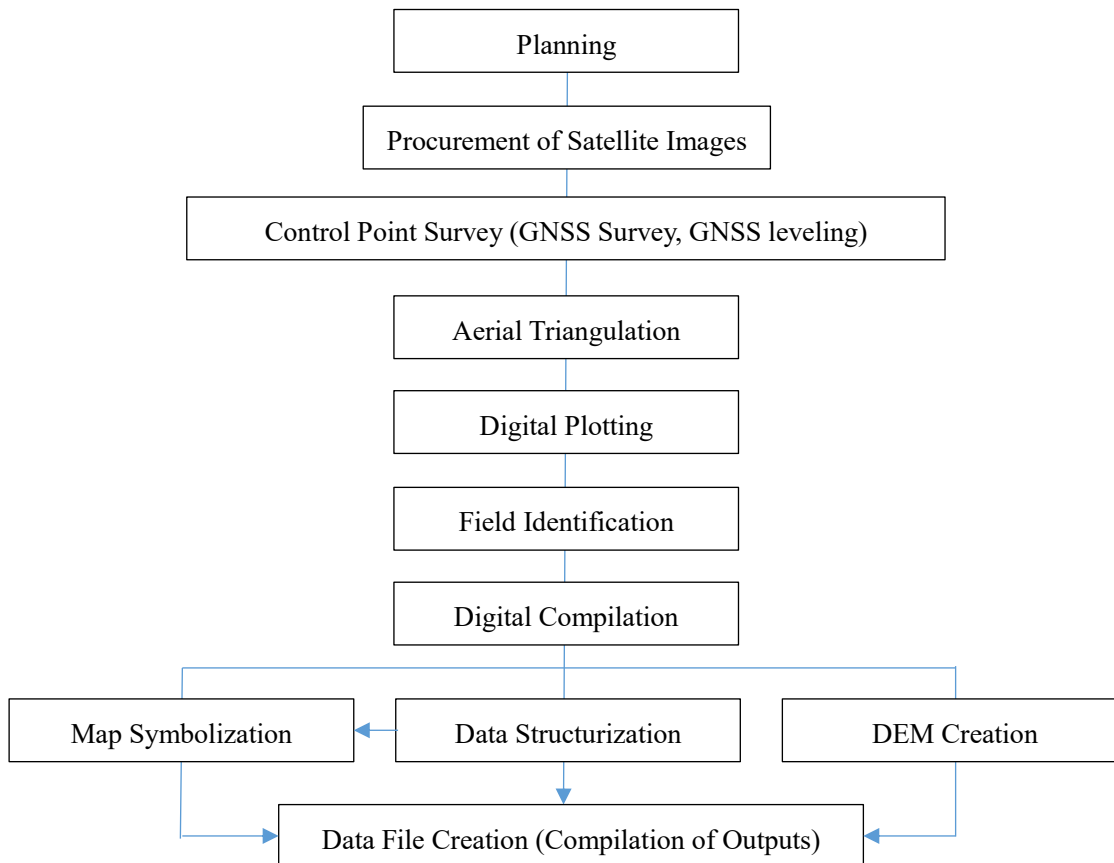 Planning
Procurement of Satellite Images
Control Point Survey (GNSS Survey, GNSS leveling)
Aerial Triangulation
Digital Plotting
Field Identification
Digital Compilation
Map Symbolization
Data Structurization
DEM Creation
Data File Creation (Compilation of Outputs)